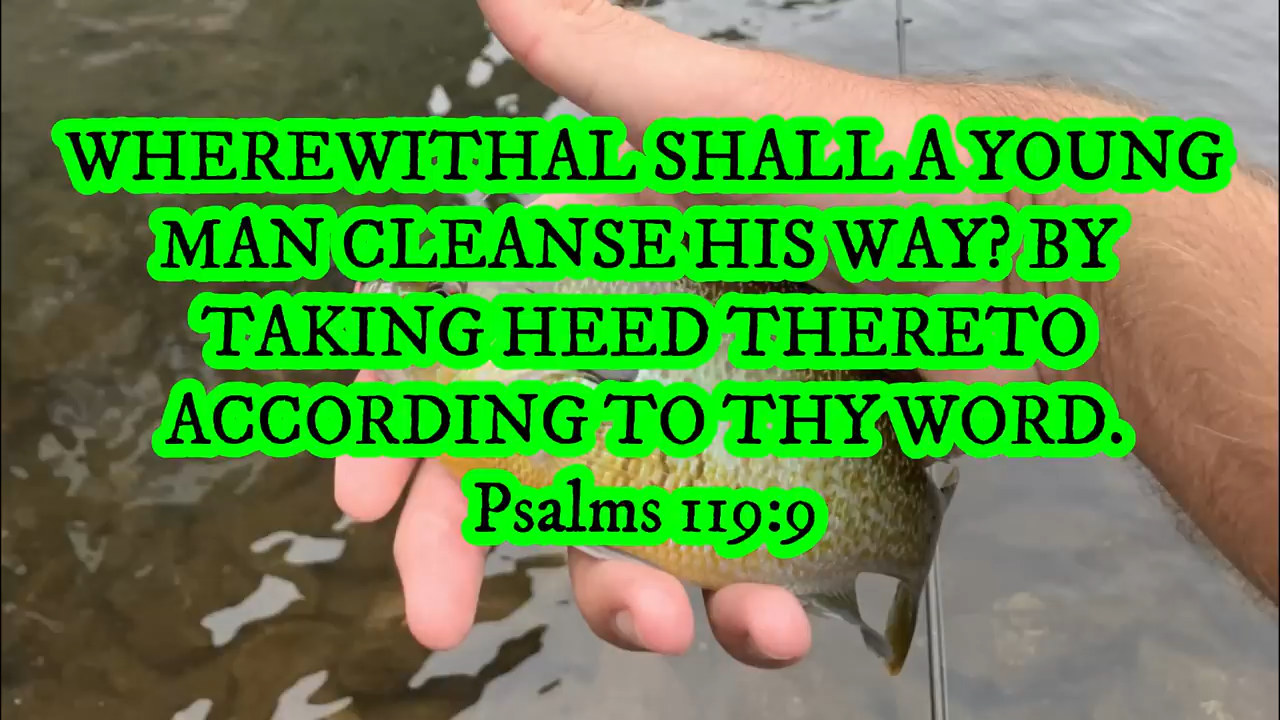 WHEREWITHAL SHALL A YOUNG
MAN CLEANSE HIS WAY? BY
TAKING HEED THERETO
ACCORDING TO THY WORD.
Psalms 119:9